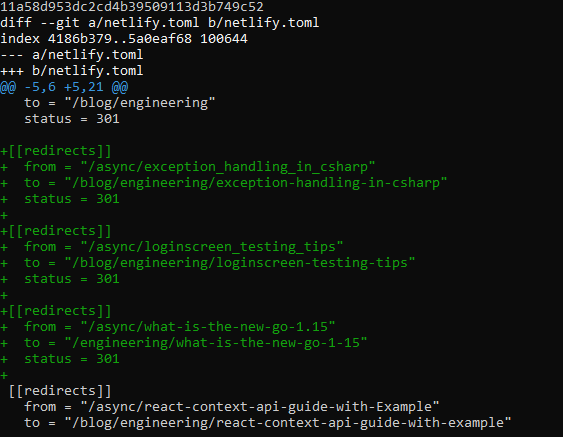 11a58d953dc2cd4b39509113d3b749c52
diff --git a/netlify.toml b/netlify.toml
index 4186b379..5a0eaf68 100644
--- a/netlify.toml
+++ b/netlify.toml
@@ -5,6 +5,21 @@
   to = "/blog/engineering"
   status = 301

+[[redirects]]
+  from = "/async/exception_handling_in_csharp"
+  to = "/blog/engineering/exception-handling-in-csharp"
+  status = 301
+
+[[redirects]]
+  from = "/async/loginscreen_testing_tips"
+  to = "/blog/engineering/loginscreen-testing-tips"
+  status = 301
+
+[[redirects]]
+  from = "/async/what-is-the-new-go-1.15"
+  to = "/engineering/what-is-the-new-go-1-15"
+  status = 301
+
 [[redirects]]
   from = "/async/react-context-api-guide-with-Example"
   to = "/blog/engineering/react-context-api-guide-with-example"